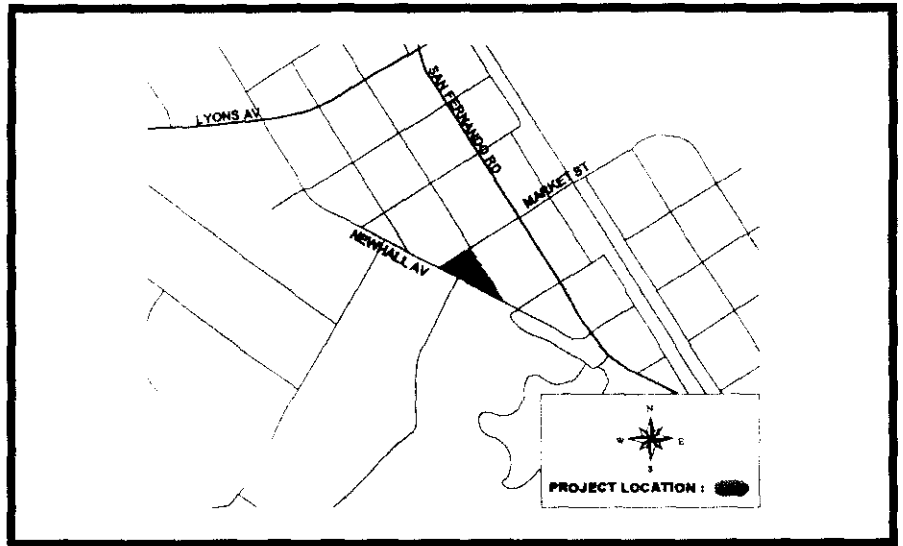 LYONS AV
SAN FERNANDO RD
MARKET ST
NEWHALL AV
N
W E
S
PROJECT LOCATION :